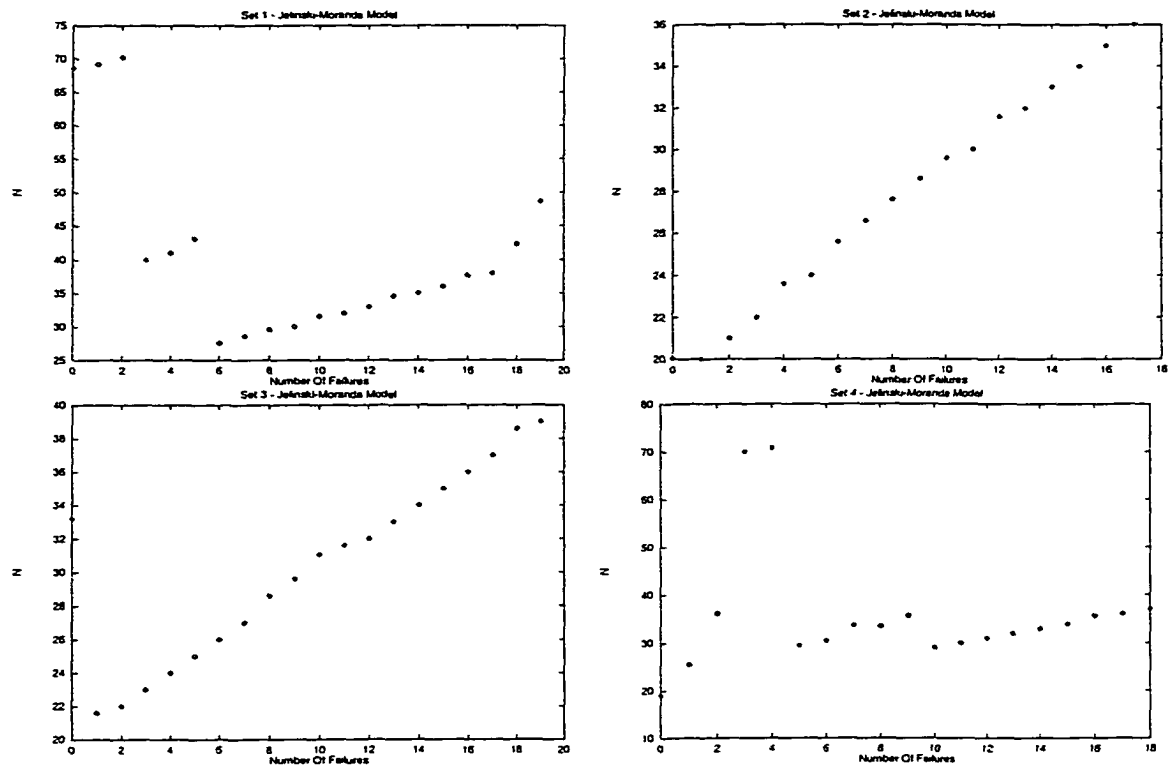 Set 1 - Jelinski-Moranda Model
75
70
65
60
55
50
45
40
35
30
25
N
0 2 4 6 8 10 12 14 16 18 20
Number Of Failures
Set 2 - Jelinski-Moranda Model
36
34
32
30
28
26
24
22
20
N
0 2 4 6 8 10 12 14 16 18
Number Of Failures
Set 3 - Jelinski-Moranda Model
40
38
36
34
32
30
28
26
24
22
20
N
0 2 4 6 8 10 12 14 16 18 20
Number Of Failures
Set 4 - Jelinski-Moranda Model
80
70
60
50
40
30
20
10
N
0 2 4 6 8 10 12 14 16 18
Number Of Failures